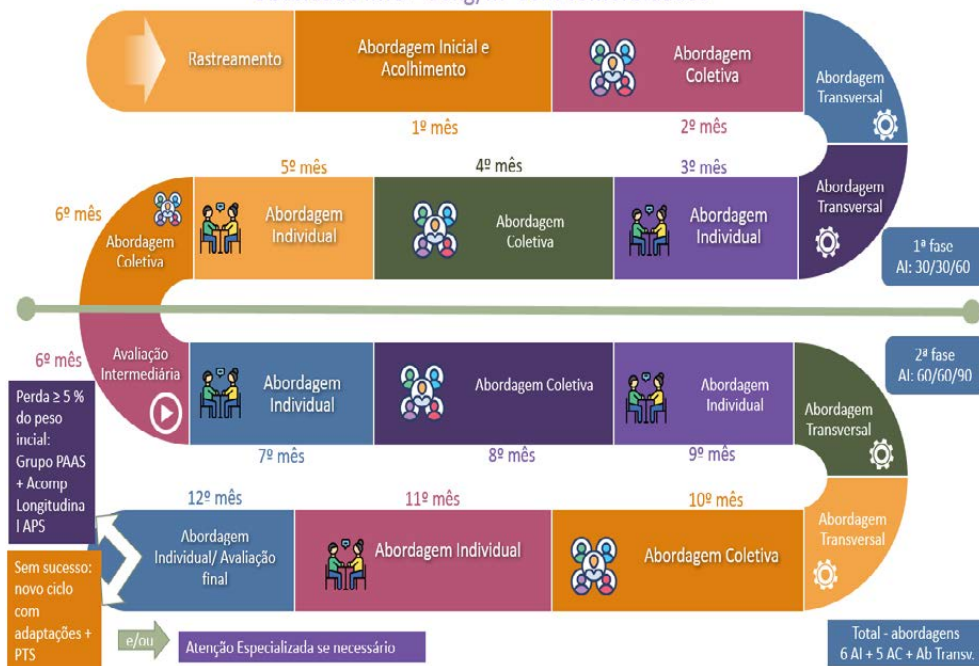 Rastreamento
Abordagem Inicial e
Acolhimento
Abordagem
Coletiva
Abordagem
Transversal
1º mês
2º mês
5º mês
4º mês
3º mês
6º mês
Abordagem
Coletiva
Abordagem
Individual
Abordagem
Coletiva
Abordagem
Individual
Abordagem
Transversal
1ª fase
AI: 30/30/60
6º mês
Avaliação
Intermediária
Abordagem
Individual
Abordagem Coletiva
Abordagem
Individual
Abordagem
Transversal
2ª fase
AI: 60/60/90
7º mês
8º mês
9º mês
Perda ≥ 5 %
do peso
incial:
Grupo PAAS
+ Acomp
Longitudina
l APS
12º mês
11º mês
10º mês
Abordagem
Individual/ Avaliação
final
Abordagem Individual
Abordagem Coletiva
Abordagem
Transversal
Sem sucesso:
novo ciclo
com
adaptações +
PTS
e/ou
Atenção Especializada se necessário
Total - abordagens
6 AI + 5 AC + Ab Transv.